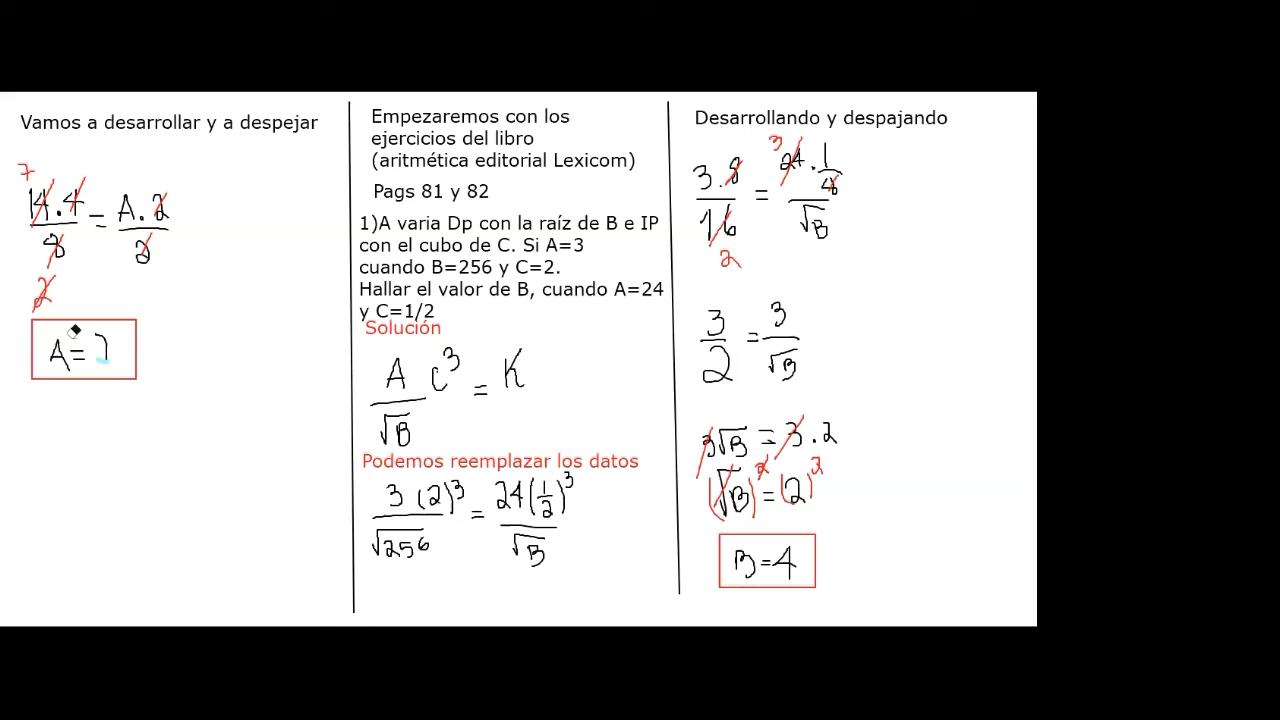 Vamos a desarrollar y a despejar
7
14.4/8 = A.2/2
2
A = 7
Empezaremos con los
ejercicios del libro
(aritmética editorial Lexicom)
Pags 81 y 82
1)A varia Dp con la raíz de B e IP
con el cubo de C. Si A=3
cuando B=256 y C=2.
Hallar el valor de B, cuando A=24
y C=1/2
Solución
A/√B C³ = K
Podemos reemplazar los datos
3 (2)³/√256 = 24(1/2)³/√B
Desarrollando y despajando
3
3.8/16 = 24.1/8/√B
2
3/2 = 3/√B
3√B = 3.2
(√B)² = (2)²
B=4